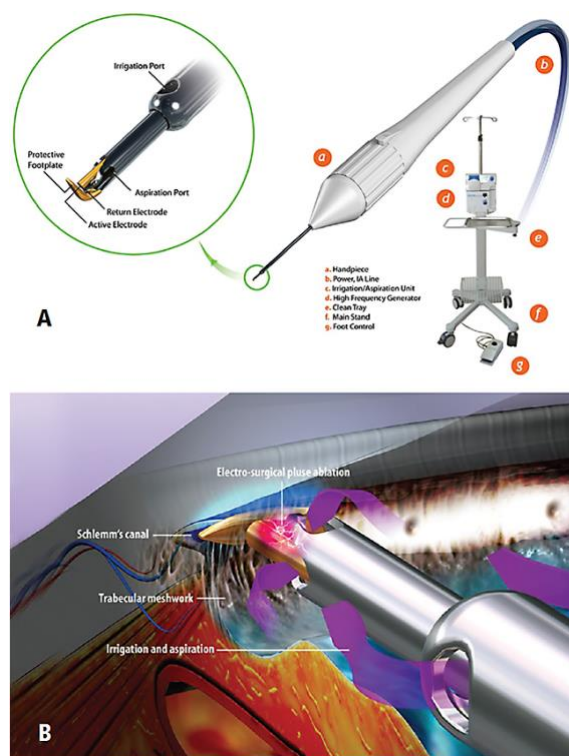 Irrigation Port
Protective
Footplate
Aspiration Port
Return Electrode
Active Electrode
a
b
c
d
e
f
g
a. Handpiece
b. Power, IA Line
c. Irrigation/Aspiration Unit
d. High Frequency Generator
e. Clean Tray
f. Main Stand
g. Foot Control
A
Electro-surgical pluse ablation
Schlemm's canal
Trabecular meshwork
Irrigation and aspiration
B